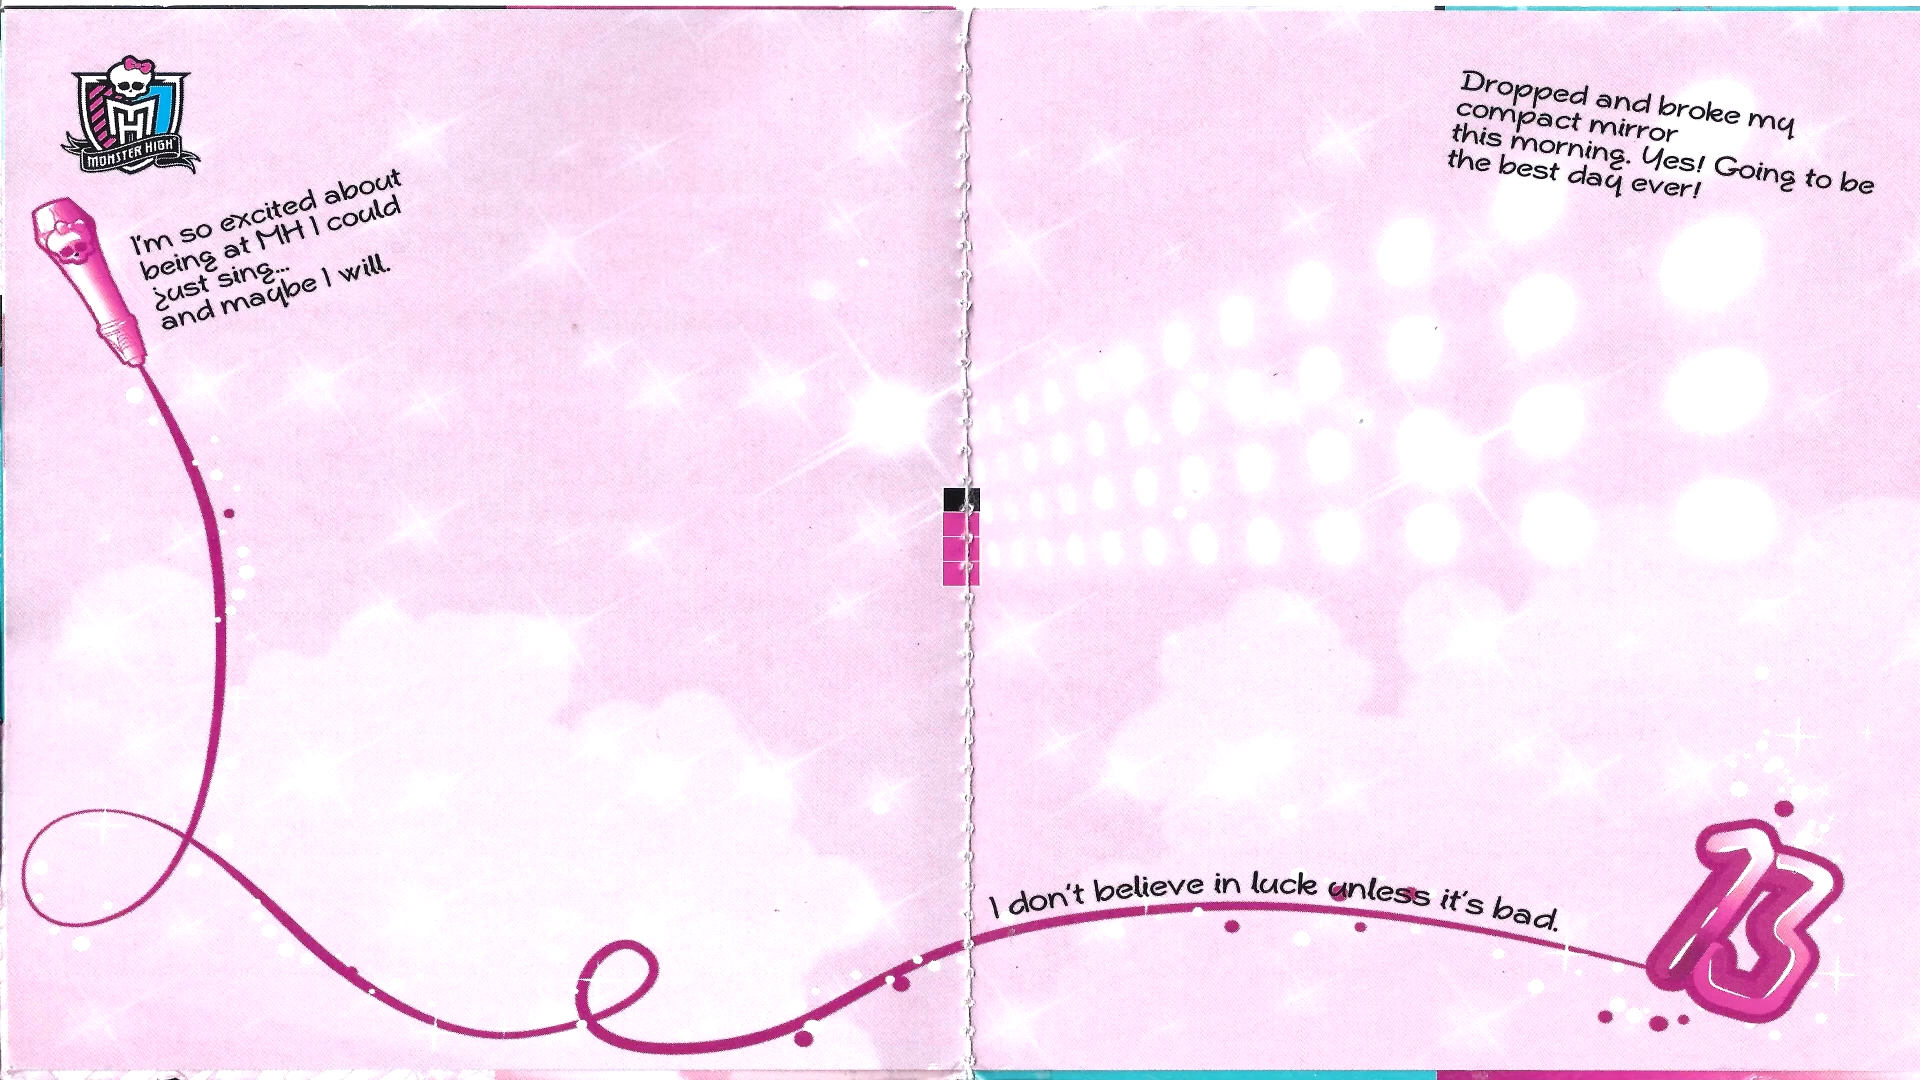 MONSTER HIGH
I'm so excited about
being at MH I could
just sing...
and maybe I will.
Dropped and broke my
compact mirror
this morning. Yes! Going to be
the best day ever!
I don't believe in luck unless it's bad.
13